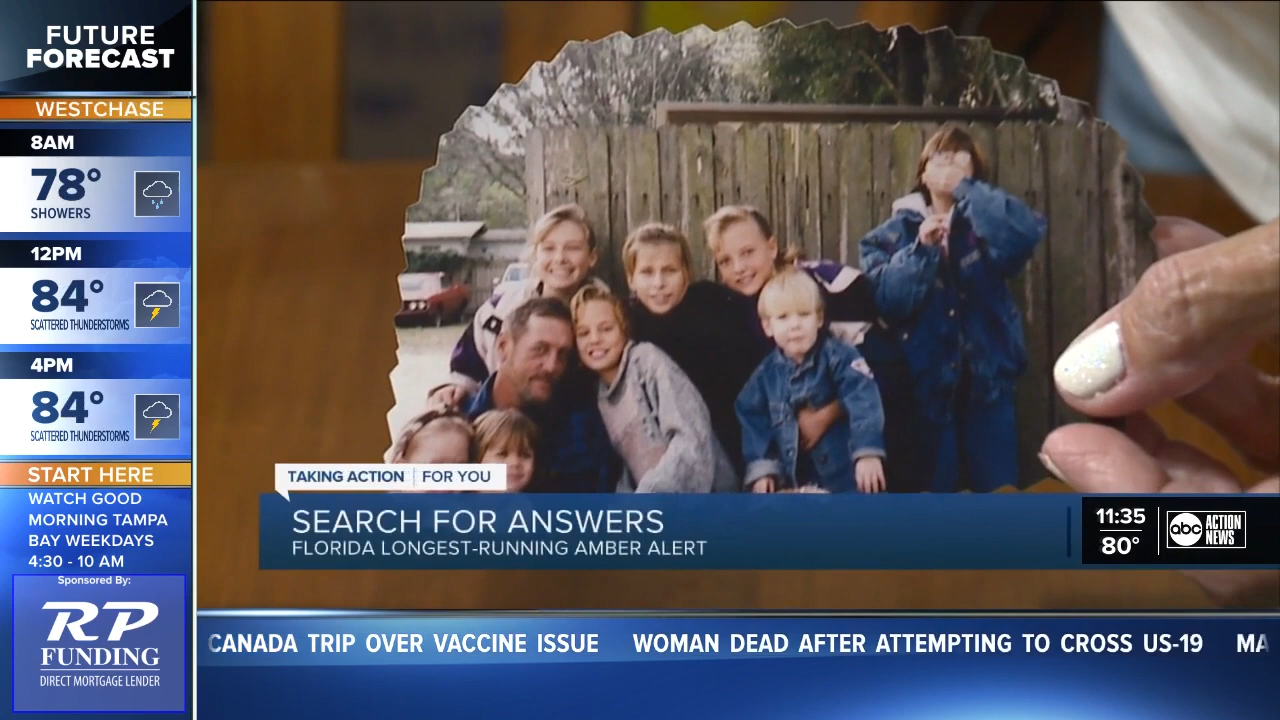 FUTURE
FORECAST
WESTCHASE
8AM
78°
SHOWERS
12PM
84°
SCATTERED THUNDERSTORMS
4PM
84°
SCATTERED THUNDERSTORMS
START HERE
WATCH GOOD
MORNING TAMPA
BAY WEEKDAYS
4:30 - 10 AM
Sponsored By:
RP
FUNDING
DIRECT MORTGAGE LENDER
TAKING ACTION FOR YOU
SEARCH FOR ANSWERS
FLORIDA LONGEST-RUNNING AMBER ALERT
11:35
80°
abc ACTION NEWS
CANADA TRIP OVER VACCINE ISSUE WOMAN DEAD AFTER ATTEMPTING TO CROSS US-19 MA